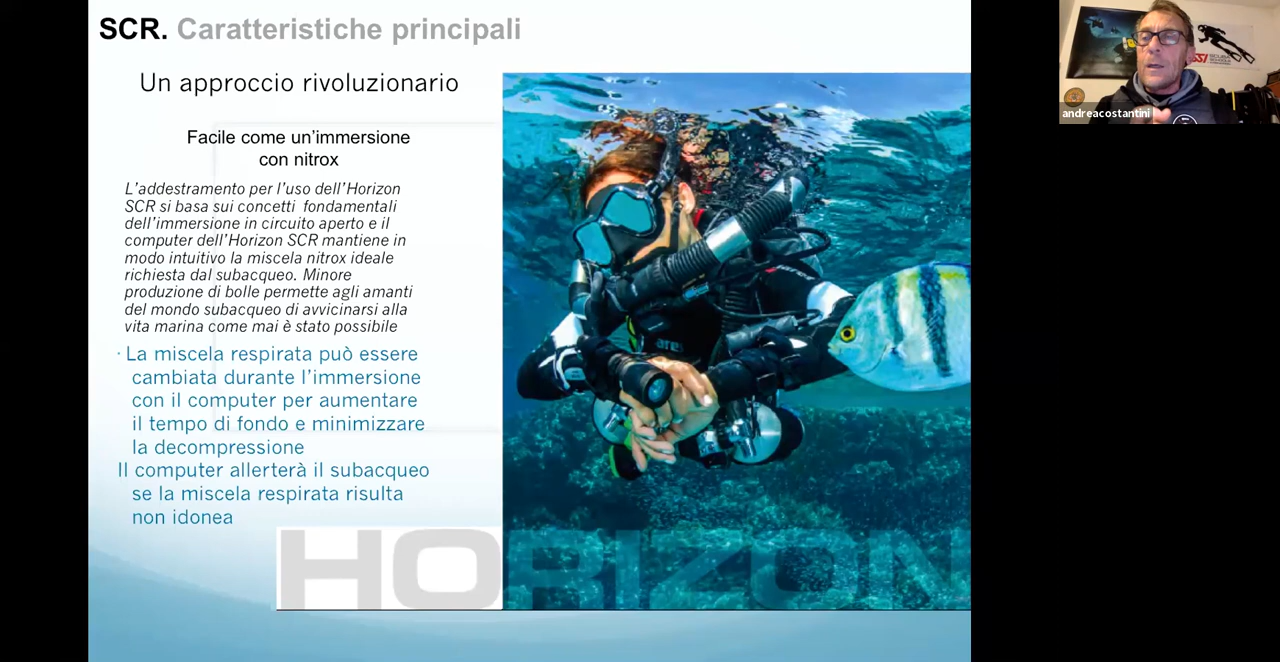 SCR. Caratteristiche principali
Un approccio rivoluzionario
Facile come un'immersione
con nitrox
L'addestramento per l'uso dell'Horizon
SCR si basa sui concetti fondamentali
dell'immersione in circuito aperto e il
computer dell'Horizon SCR mantiene in
modo intuitivo la miscela nitrox ideale
richiesta dal subacqueo. Minore
produzione di bolle permette agli amanti
del mondo subacqueo di avvicinarsi alla
vita marina come mai è stato possibile
· La miscela respirata può essere
cambiata durante l'immersione
con il computer per aumentare
il tempo di fondo e minimizzare
la decompressione
Il computer allerterà il subacqueo
se la miscela respirata risulta
non idonea
HORIZON
mares
SSI
andreacostantini